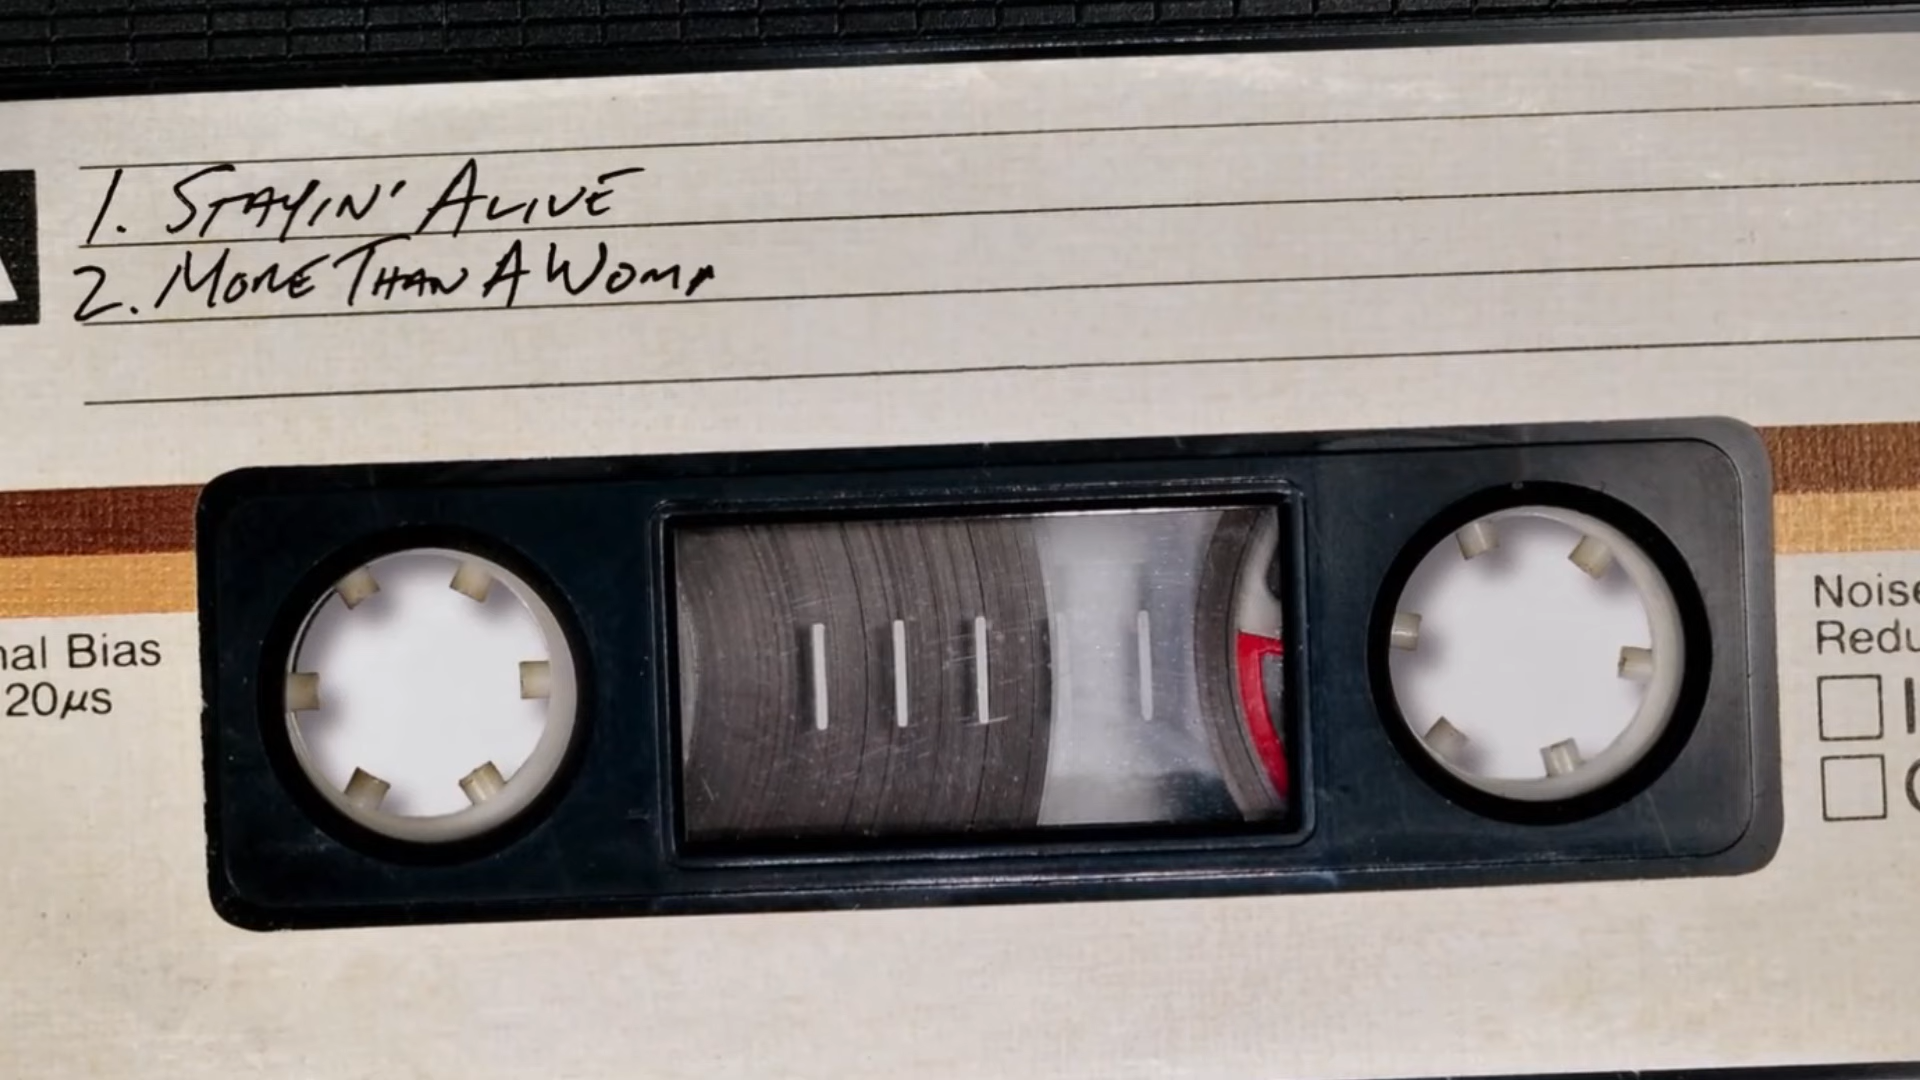 A
1. STAYIN' ALIVE
2. MORE THAN A WOMA
nal Bias
20µs
Noise
Redu